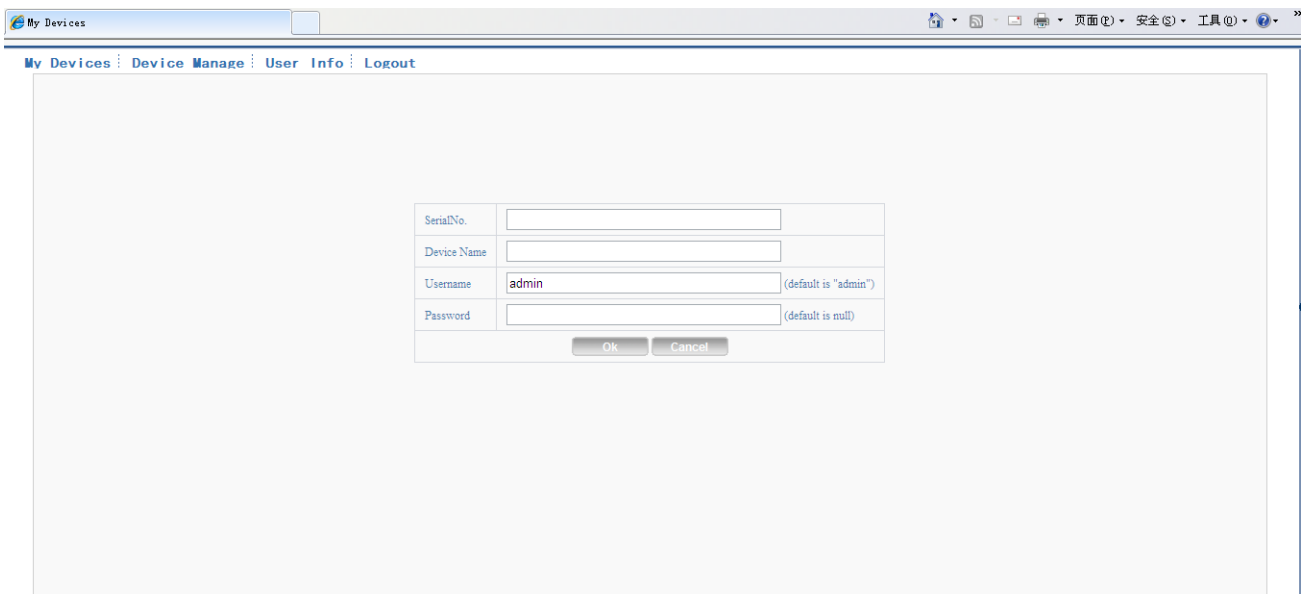 My Devices
页面(P) 安全(S) 工具(O) »
My Devices Device Manage User Info Logout
SerialNo.
Device Name
Username admin (default is "admin")
Password (default is null)
Ok Cancel